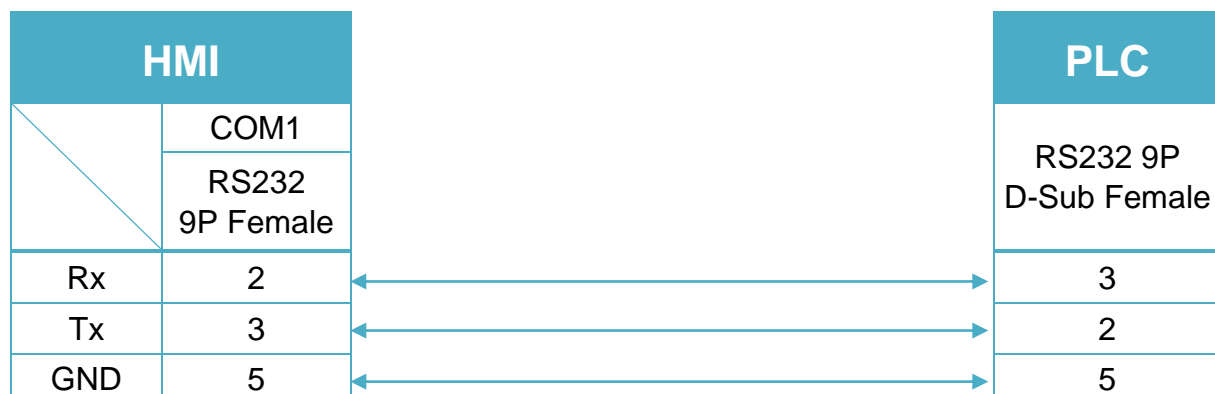 HMI
PLC
COM1
RS232
9P Female
RS232 9P
D-Sub Female
Rx 2 3
Tx 3 2
GND 5 5